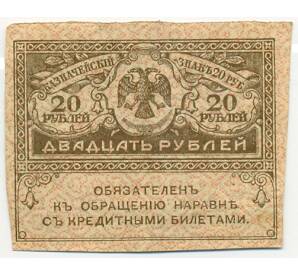 КАЗНАЧЕЙСКІЙ ЗНАКЪ 20 РУБ.
20 20
РУБЛЕЙ РУБЛЕЙ
ДВАДЦАТЬ РУБЛЕЙ
ОБЯЗАТЕЛЕНЪ
КЪ ОБРАЩЕНІЮ НАРАВНѢ
СЪ КРЕДИТНЫМИ БИЛЕТАМИ.